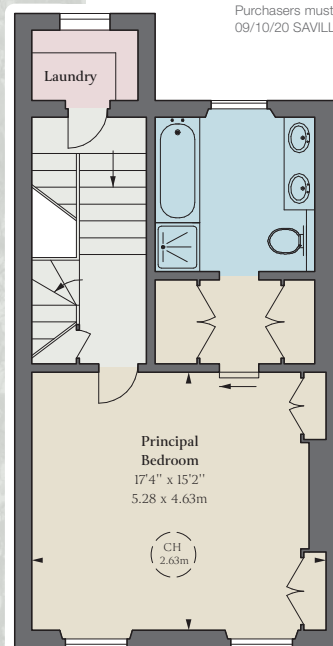 Purchasers must
09/10/20 SAVILL
Laundry
Principal
Bedroom
17'4'' x 15'2''
5.28 x 4.63m
CH
2.63m